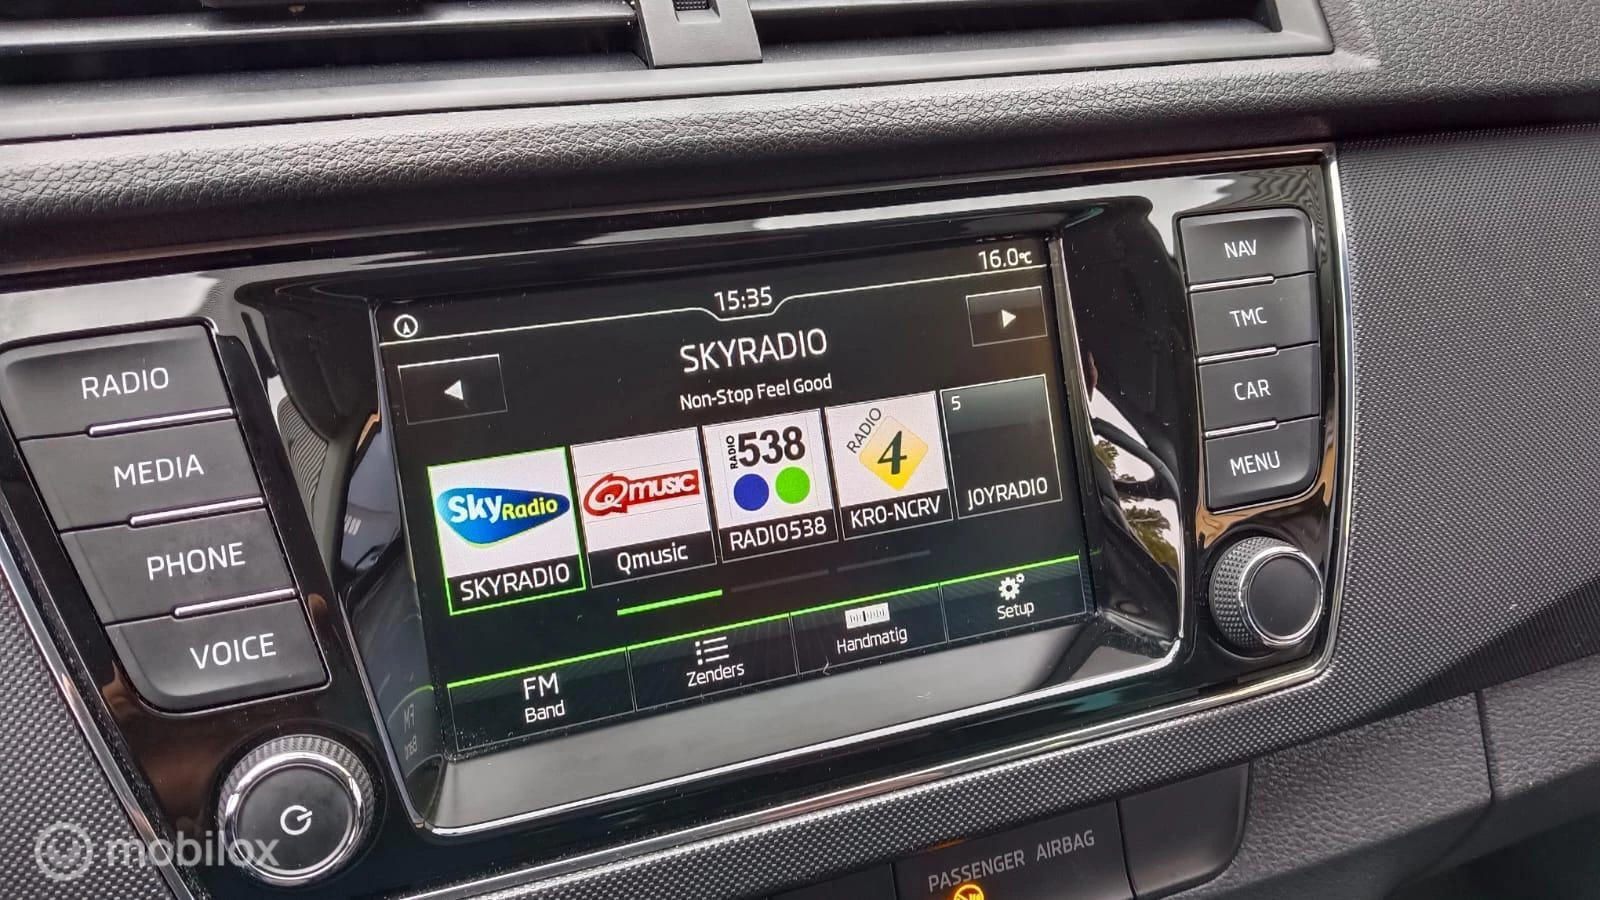 16.0°C
15:35
SKYRADIO
Non-Stop Feel Good
Sky Radio
SKYRADIO
Qmusic
Qmusic
RADIO 538
RADIO538
RADIO 4
KRO-NCRV
5
JOYRADIO
FM
Band
Zenders
Handmatig
Setup
RADIO
MEDIA
PHONE
VOICE
NAV
TMC
CAR
MENU
PASSENGER AIRBAG
mobilox